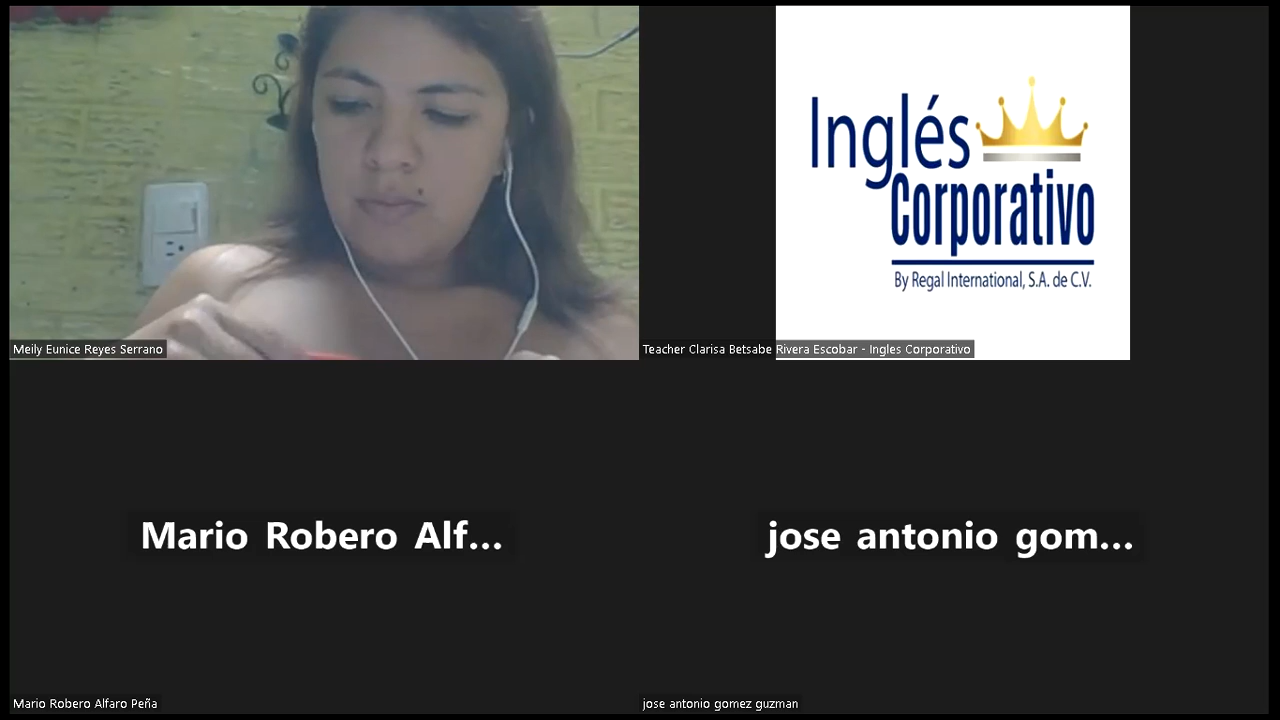 Inglés
Corporativo
By Regal International, S.A. de C.V.
Meily Eunice Reyes Serrano
Teacher Clarisa Betsabe Rivera Escobar - Ingles Corporativo
Mario Robero Alf...
jose antonio gom...
Mario Robero Alfaro Peña
jose antonio gomez guzman